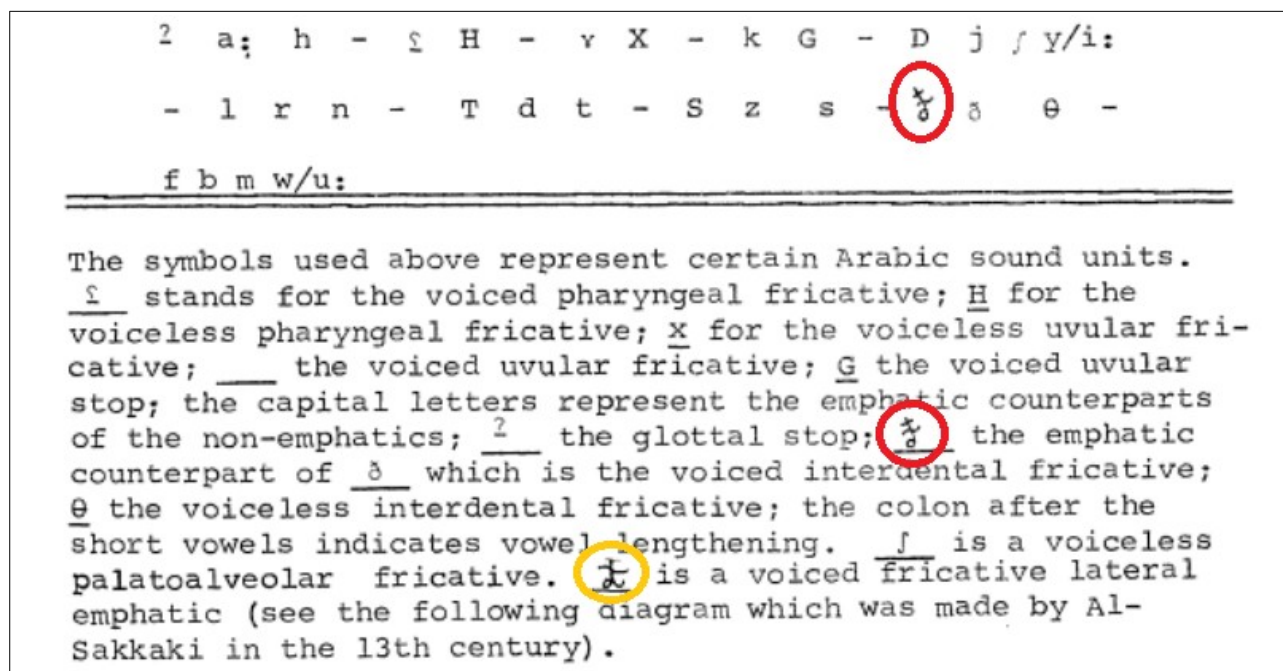 ʔ a: h - ʕ H - ɤ X - k G - D j ʃ y/i:
- l r n - T d t - S z s - ð θ -
f b m w/u:
The symbols used above represent certain Arabic sound units.
ʕ stands for the voiced pharyngeal fricative; H for the
voiceless pharyngeal fricative; x for the voiceless uvular fri-
cative; ___ the voiced uvular fricative; G the voiced uvular
stop; the capital letters represent the emphatic counterparts
of the non-emphatics; ʔ the glottal stop; the emphatic
counterpart of ð which is the voiced interdental fricative;
θ the voiceless interdental fricative; the colon after the
short vowels indicates vowel lengthening. ʃ is a voiceless
palatoalveolar fricative. is a voiced fricative lateral
emphatic (see the following diagram which was made by Al-
Sakkaki in the 13th century).